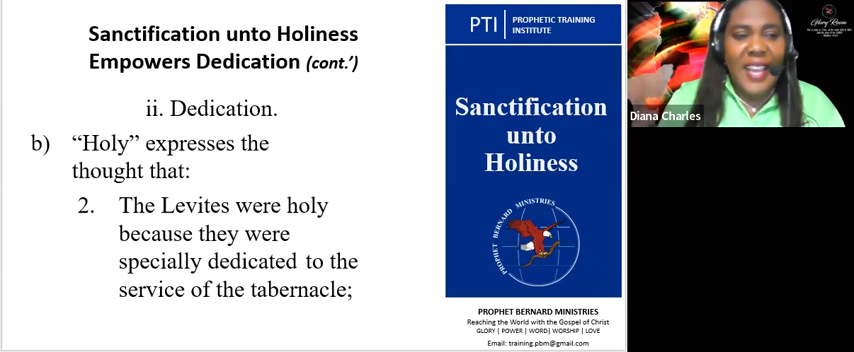 Sanctification unto Holiness
Empowers Dedication (cont.’)
ii. Dedication.
b) “Holy” expresses the
thought that:
2. The Levites were holy
because they were
specially dedicated to the
service of the tabernacle;
PTI
PROPHETIC TRAINING
INSTITUTE
Sanctification
unto
Holiness
PROPHET BERNARD MINISTRIES
PROPHET BERNARD MINISTRIES
Reaching the World with the Gospel of Christ
GLORY | POWER | WORD| WORSHIP | LOVE
Email: training.pbm@gmail.com
Glory Room
Diana Charles